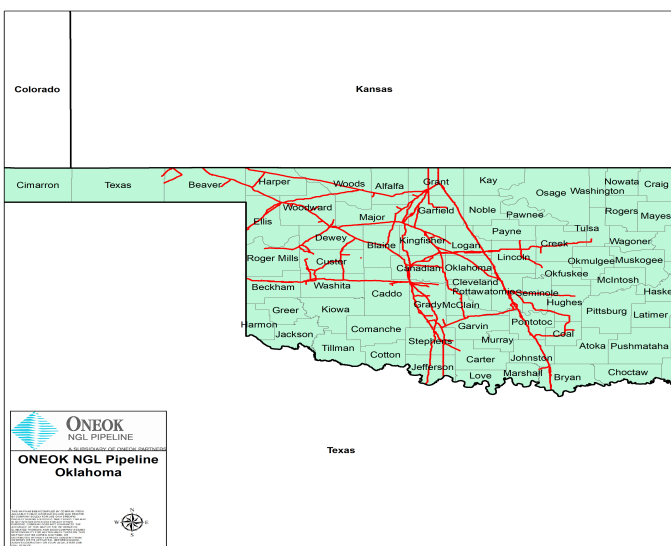 Colorado
Kansas
Cimarron
Texas
Beaver
Harper
Woods
Alfalfa
Grant
Kay
Osage
Washington
Nowata
Craig
Ellis
Woodward
Major
Garfield
Noble
Pawnee
Rogers
Mayes
Dewey
Blaine
Kingfisher
Logan
Payne
Creek
Tulsa
Wagoner
Roger Mills
Custer
Canadian
Oklahoma
Lincoln
Okfuskee
Okmulgee
Muskogee
McIntosh
Beckham
Washita
Caddo
Grady
McClain
Cleveland
Pottawatomie
Seminole
Hughes
Pittsburg
Haske
Latimer
Greer
Kiowa
Comanche
Stephens
Garvin
Murray
Pontotoc
Coal
Atoka
Pushmataha
Harmon
Jackson
Tillman
Cotton
Jefferson
Carter
Love
Johnston
Marshall
Bryan
Choctaw
Texas
ONEOK
NGL PIPELINE
A SUBSIDIARY OF ONEOK PARTNERS
ONEOK NGL Pipeline
Oklahoma
N
W
E
S